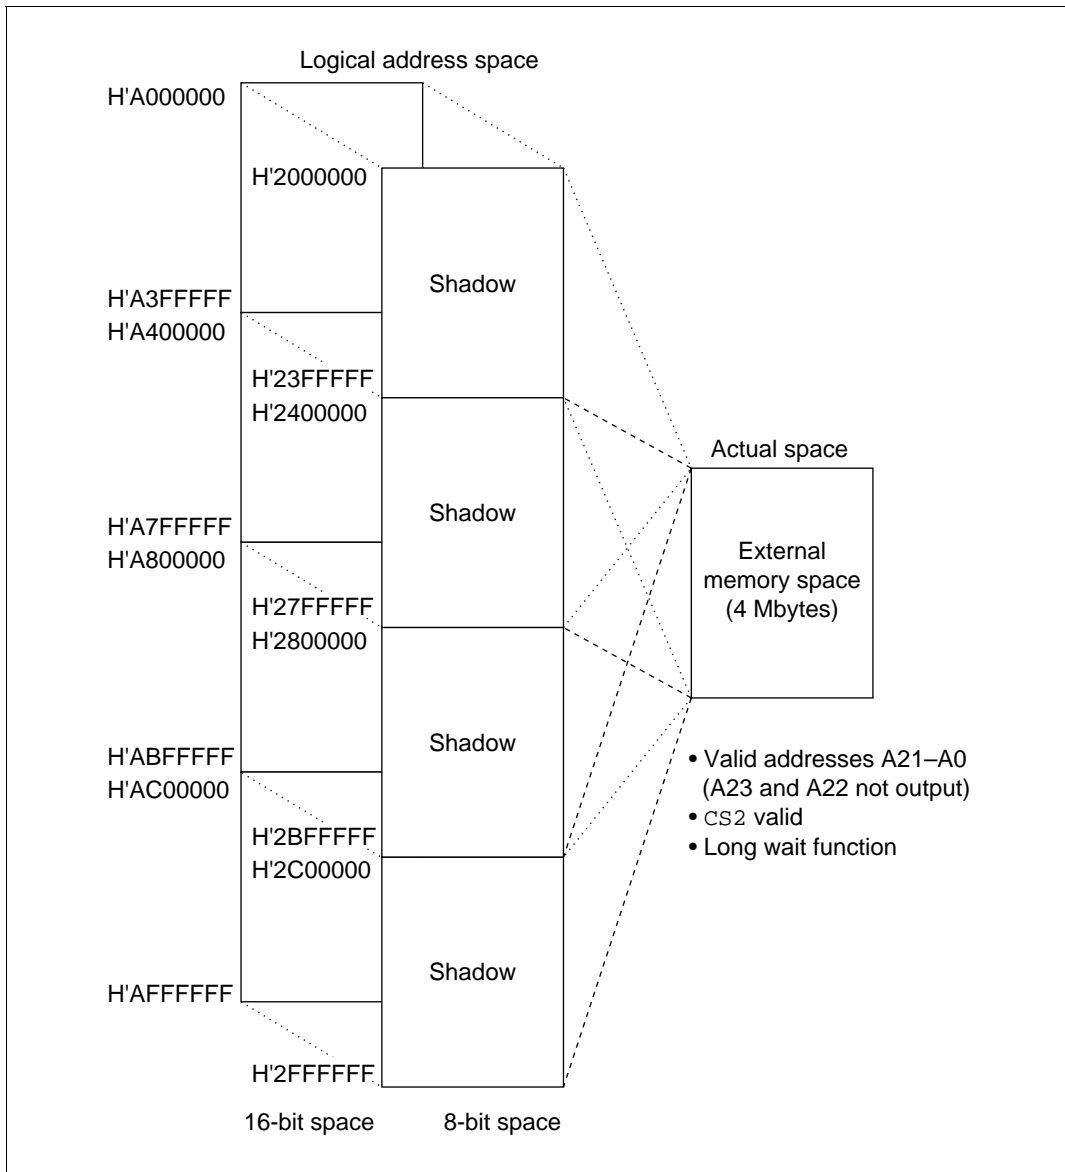 Logical address space
H'A000000
H'2000000
Shadow
H'A3FFFFF
H'A400000
H'23FFFFF
H'2400000
Actual space
Shadow
H'A7FFFFF
H'A800000
External
memory space
(4 Mbytes)
H'27FFFFF
H'2800000
Shadow
H'ABFFFFF
H'AC00000
• Valid addresses A21–A0
(A23 and A22 not output)
• CS2 valid
• Long wait function
H'2BFFFFF
H'2C00000
Shadow
H'AFFFFFF
H'2FFFFFF
16-bit space
8-bit space